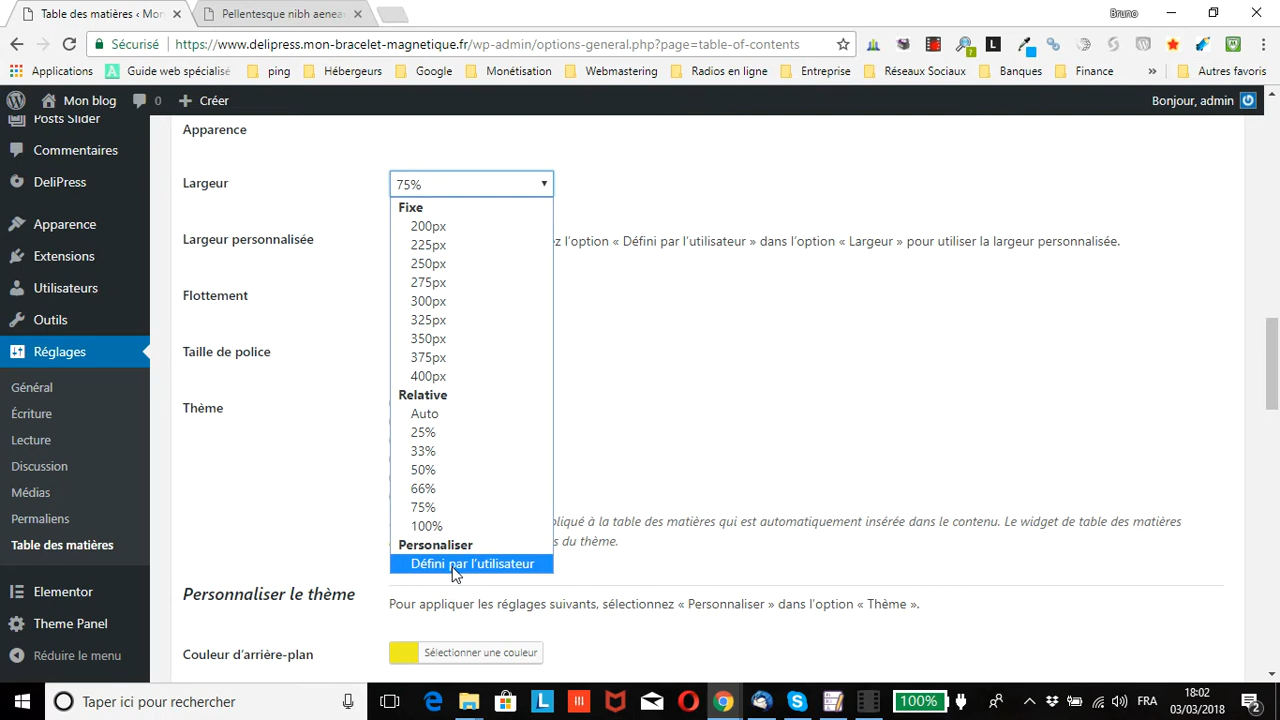 Table des matières ‹ Mon
Pellentesque nibh aenea
Bruno
Sécurisé
https://www.delipress.mon-bracelet-magnetique.fr/wp-admin/options-general.php?page=table-of-contents
Applications
Guide web spécialisé
ping
Hébergeurs
Google
Monétisation
Webmastering
Radios en ligne
Entreprise
Réseaux Sociaux
Banques
Finance
»
Autres favoris
Mon blog
0
Créer
Bonjour, admin
Posts Slider
Commentaires
DeliPress
Apparence
Extensions
Utilisateurs
Outils
Réglages
Général
Écriture
Lecture
Discussion
Médias
Permaliens
Table des matières
Elementor
Theme Panel
Réduire le menu
Apparence
Largeur
75%
Fixe
200px
225px
250px
275px
300px
325px
350px
375px
400px
Relative
Auto
25%
33%
50%
66%
75%
100%
Personaliser
Défini par l’utilisateur
Largeur personnalisée
ez l’option « Défini par l’utilisateur » dans l’option « Largeur » pour utiliser la largeur personnalisée.
Flottement
Taille de police
Thème
pliqué à la table des matières qui est automatiquement insérée dans le contenu. Le widget de table des matières
s du thème.
Personnaliser le thème
Pour appliquer les réglages suivants, sélectionnez « Personnaliser » dans l’option « Thème ».
Couleur d’arrière-plan
Sélectionner une couleur
Taper ici pour rechercher
100%
FRA
18:02
03/03/2018
2